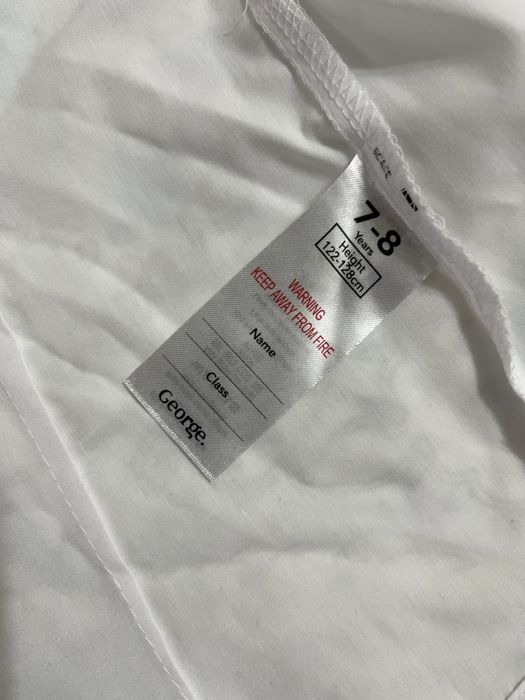 7-8
Years
Height
122-128cm
WARNING
KEEP AWAY FROM FIRE
Name
Class
George.